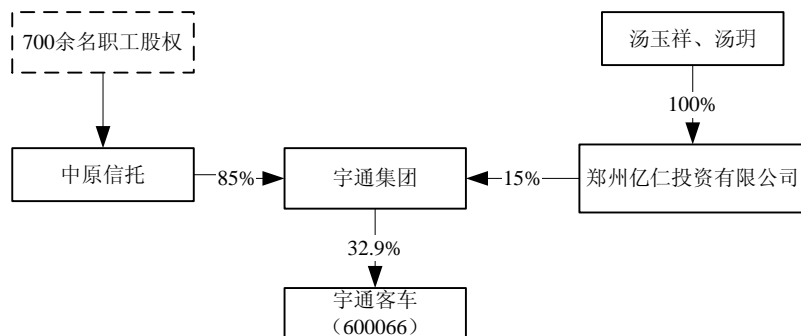 700余名职工股权
汤玉祥、汤玥
100%
中原信托
85%
宇通集团
15%
郑州亿仁投资有限公司
32.9%
宇通客车
（600066）